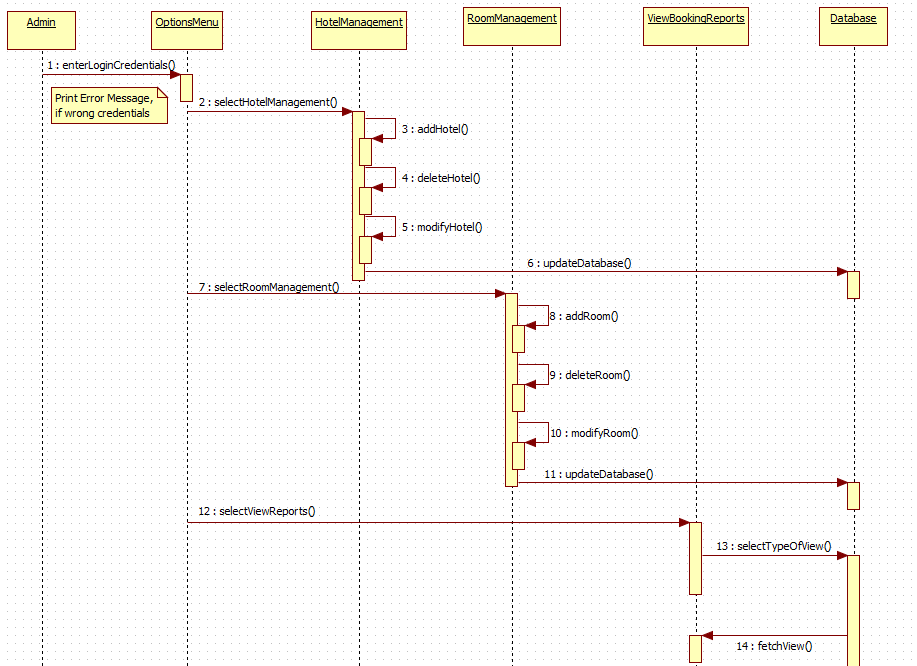 Admin
OptionsMenu
HotelManagement
RoomManagement
ViewBookingReports
Database
1 : enterLoginCredentials()
Print Error Message,
if wrong credentials
2 : selectHotelManagement()
3 : addHotel()
4 : deleteHotel()
5 : modifyHotel()
6 : updateDatabase()
7 : selectRoomManagement()
8 : addRoom()
9 : deleteRoom()
10 : modifyRoom()
11 : updateDatabase()
12 : selectViewReports()
13 : selectTypeOfView()
14 : fetchView()